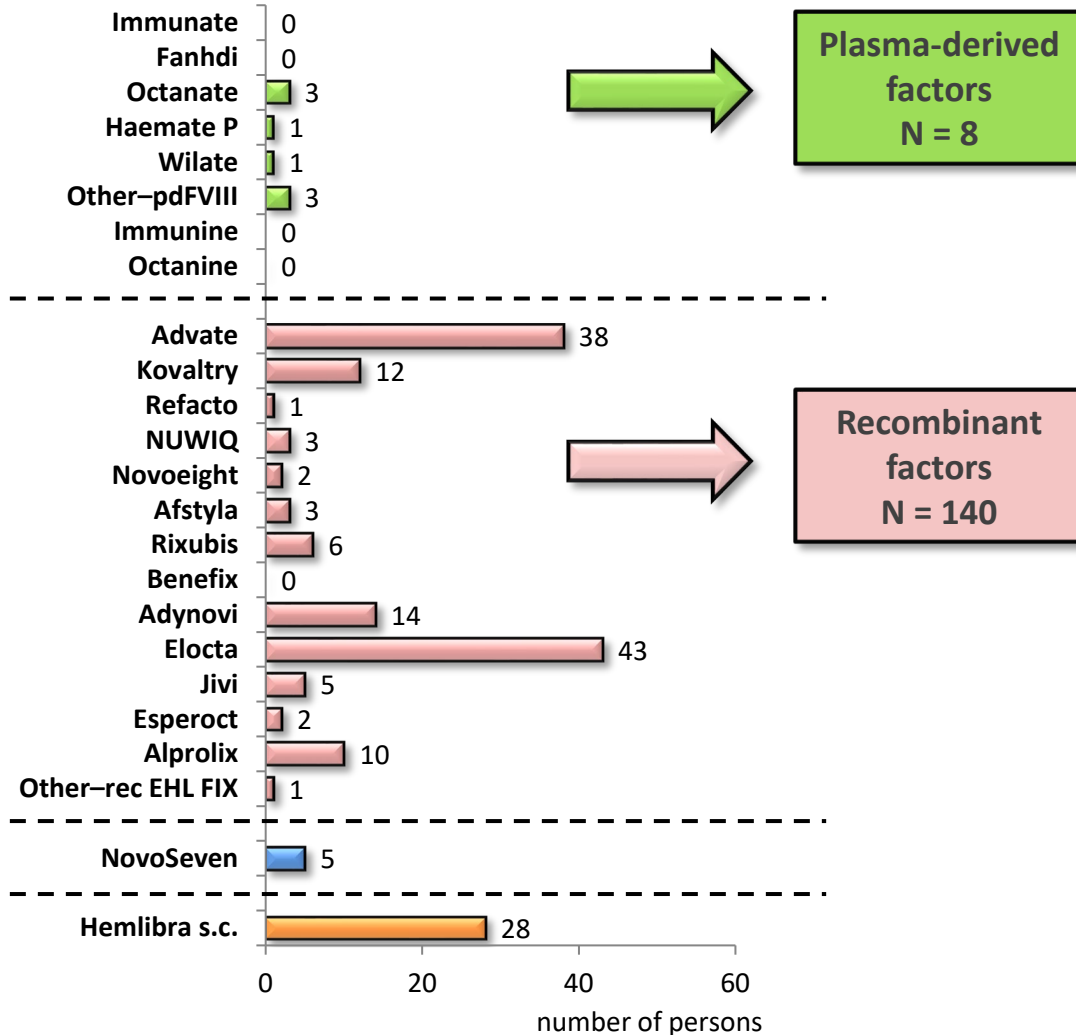 Immunate 0
Fanhdi 0
Octanate 3
Haemate P 1
Wilate 1
Other–pdFVIII 3
Immunine 0
Octanine 0
Plasma-derived
factors
N = 8
Advate 38
Kovaltry 12
Refacto 1
NUWIQ 3
Novoeight 2
Afstyla 3
Rixubis 6
Benefix 0
Adynovi 14
Elocta 43
Jivi 5
Esperoct 2
Alprolix 10
Other–rec EHL FIX 1
Recombinant
factors
N = 140
NovoSeven 5
Hemlibra s.c. 28
0 20 40 60
number of persons